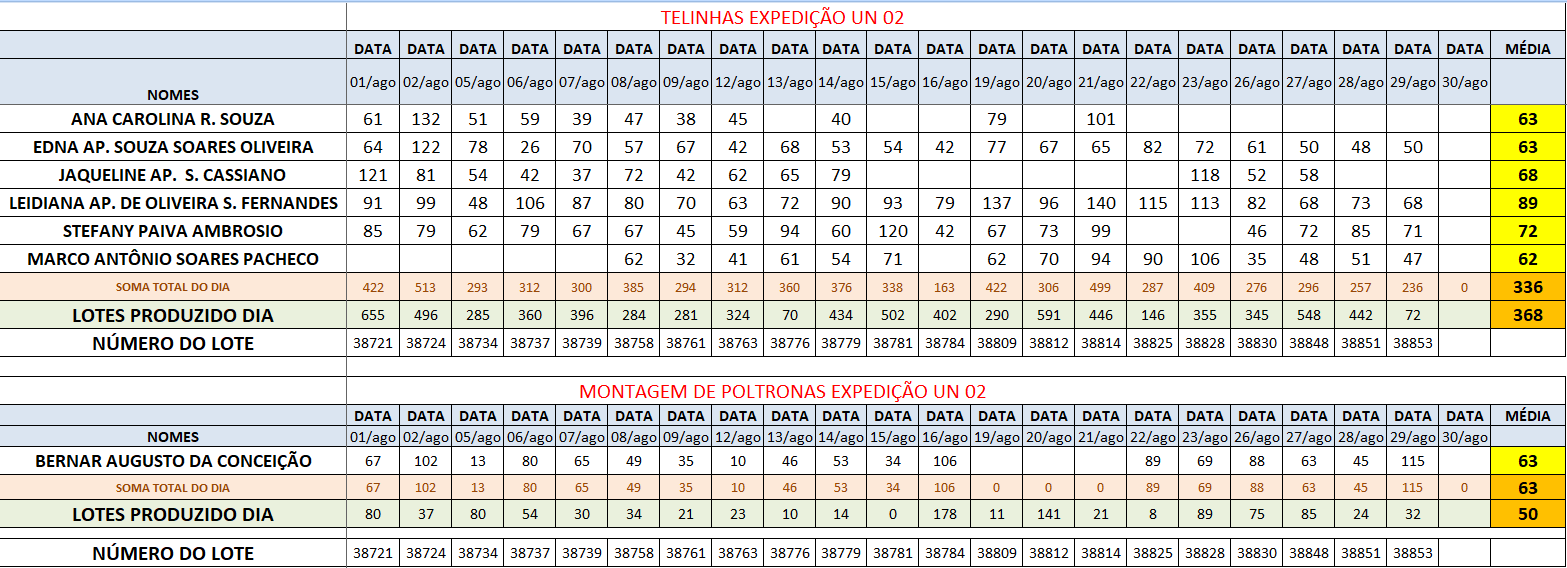 TELINHAS EXPEDIÇÃO UN 02
DATA DATA DATA DATA DATA DATA DATA DATA DATA DATA DATA DATA DATA DATA DATA DATA DATA DATA DATA DATA DATA DATA MÉDIA
NOMES 01/ago 02/ago 05/ago 06/ago 07/ago 08/ago 09/ago 12/ago 13/ago 14/ago 15/ago 16/ago 19/ago 20/ago 21/ago 22/ago 23/ago 26/ago 27/ago 28/ago 29/ago 30/ago
ANA CAROLINA R. SOUZA 61 132 51 59 39 47 38 45 40 79 101 63
EDNA AP. SOUZA SOARES OLIVEIRA 64 122 78 26 70 57 67 42 68 53 54 42 77 67 65 82 72 61 50 48 50 63
JAQUELINE AP. S. CASSIANO 121 81 54 42 37 72 42 62 65 79 118 52 58 68
LEIDIANA AP. DE OLIVEIRA S. FERNANDES 91 99 48 106 87 80 70 63 72 90 93 79 137 96 140 115 113 82 68 73 68 89
STEFANY PAIVA AMBROSIO 85 79 62 79 67 67 45 59 94 60 120 42 67 73 99 46 72 85 71 72
MARCO ANTÔNIO SOARES PACHECO 62 32 41 61 54 71 62 70 94 90 106 35 48 51 47 62
SOMA TOTAL DO DIA 422 513 293 312 300 385 294 312 360 376 338 163 422 306 499 287 409 276 296 257 236 0 336
LOTES PRODUZIDO DIA 655 496 285 360 396 284 281 324 70 434 502 402 290 591 446 146 355 345 548 442 72 368
NÚMERO DO LOTE 38721 38724 38734 38737 38739 38758 38761 38763 38776 38779 38781 38784 38809 38812 38814 38825 38828 38830 38848 38851 38853
MONTAGEM DE POLTRONAS EXPEDIÇÃO UN 02
DATA DATA DATA DATA DATA DATA DATA DATA DATA DATA DATA DATA DATA DATA DATA DATA DATA DATA DATA DATA DATA DATA MÉDIA
NOMES 01/ago 02/ago 05/ago 06/ago 07/ago 08/ago 09/ago 12/ago 13/ago 14/ago 15/ago 16/ago 19/ago 20/ago 21/ago 22/ago 23/ago 26/ago 27/ago 28/ago 29/ago 30/ago
BERNAR AUGUSTO DA CONCEIÇÃO 67 102 13 80 65 49 35 10 46 53 34 106 89 69 88 63 45 115 63
SOMA TOTAL DO DIA 67 102 13 80 65 49 35 10 46 53 34 106 0 0 0 89 69 88 63 45 115 0 63
LOTES PRODUZIDO DIA 80 37 80 54 30 34 21 23 10 14 0 178 11 141 21 8 89 75 85 24 32 50
NÚMERO DO LOTE 38721 38724 38734 38737 38739 38758 38761 38763 38776 38779 38781 38784 38809 38812 38814 38825 38828 38830 38848 38851 38853